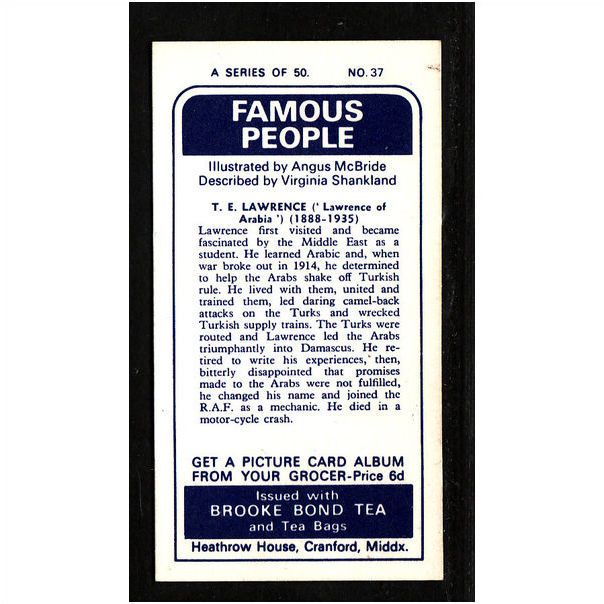 A SERIES OF 50. NO. 37
FAMOUS
PEOPLE
Illustrated by Angus McBride
Described by Virginia Shankland
T. E. LAWRENCE (‘ Lawrence of
Arabia ’) (1888-1935)
Lawrence first visited and became
fascinated by the Middle East as a
student. He learned Arabic and, when
war broke out in 1914, he determined
to help the Arabs shake off Turkish
rule. He lived with them, united and
trained them, led daring camel-back
attacks on the Turks and wrecked
Turkish supply trains. The Turks were
routed and Lawrence led the Arabs
triumphantly into Damascus. He re-
tired to write his experiences, then,
bitterly disappointed that promises
made to the Arabs were not fulfilled,
he changed his name and joined the
R.A.F. as a mechanic. He died in a
motor-cycle crash.
GET A PICTURE CARD ALBUM
FROM YOUR GROCER-Price 6d
Issued with
BROOKE BOND TEA
and Tea Bags
Heathrow House, Cranford, Middx.